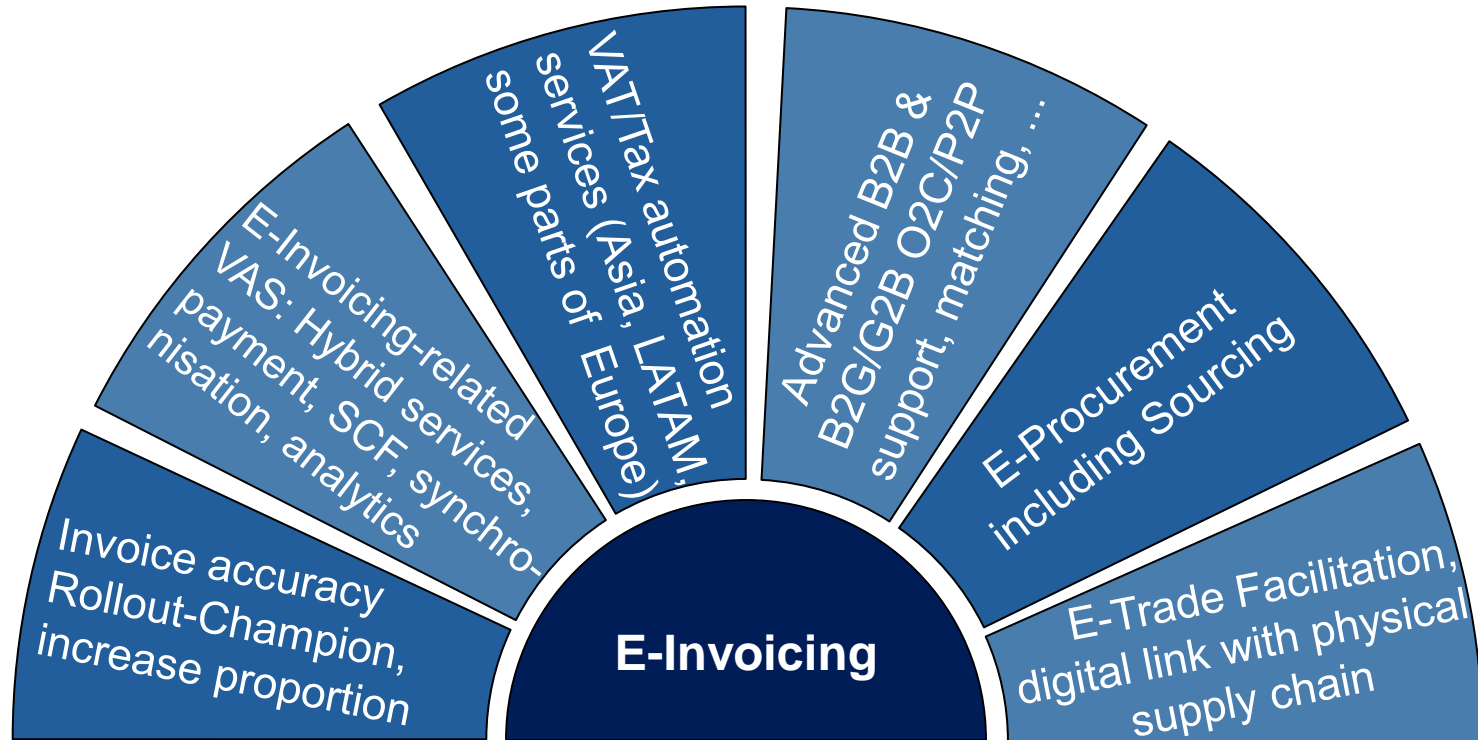 Invoice accuracy
Rollout-Champion,
increase proportion
E-Invoicing-related
VAS: Hybrid services,
payment, SCF, synchro-
nisation, analytics
VAT/Tax automation
services (Asia, LATAM,
some parts of Europe)
Advanced B2B &
B2G/G2B O2C/P2P
support, matching, ...
E-Procurement
including Sourcing
E-Trade Facilitation,
digital link with physical
supply chain
E-Invoicing